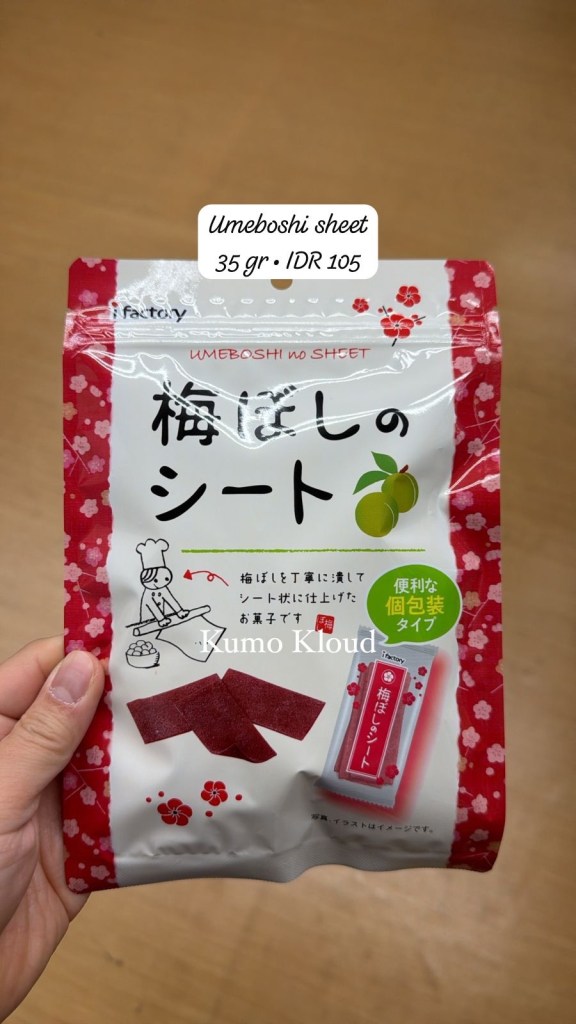 Umeboshi sheet
35 gr • IDR 105
i factory
UMEBOSHI no SHEET
梅ぼしの
シート
梅ぼしを丁寧に潰して
シート状に仕上げた
お菓子です
便利な
個包装
タイプ
Kumo Kloud
i factory
梅ぼしのシート
写真、イラストはイメージです。